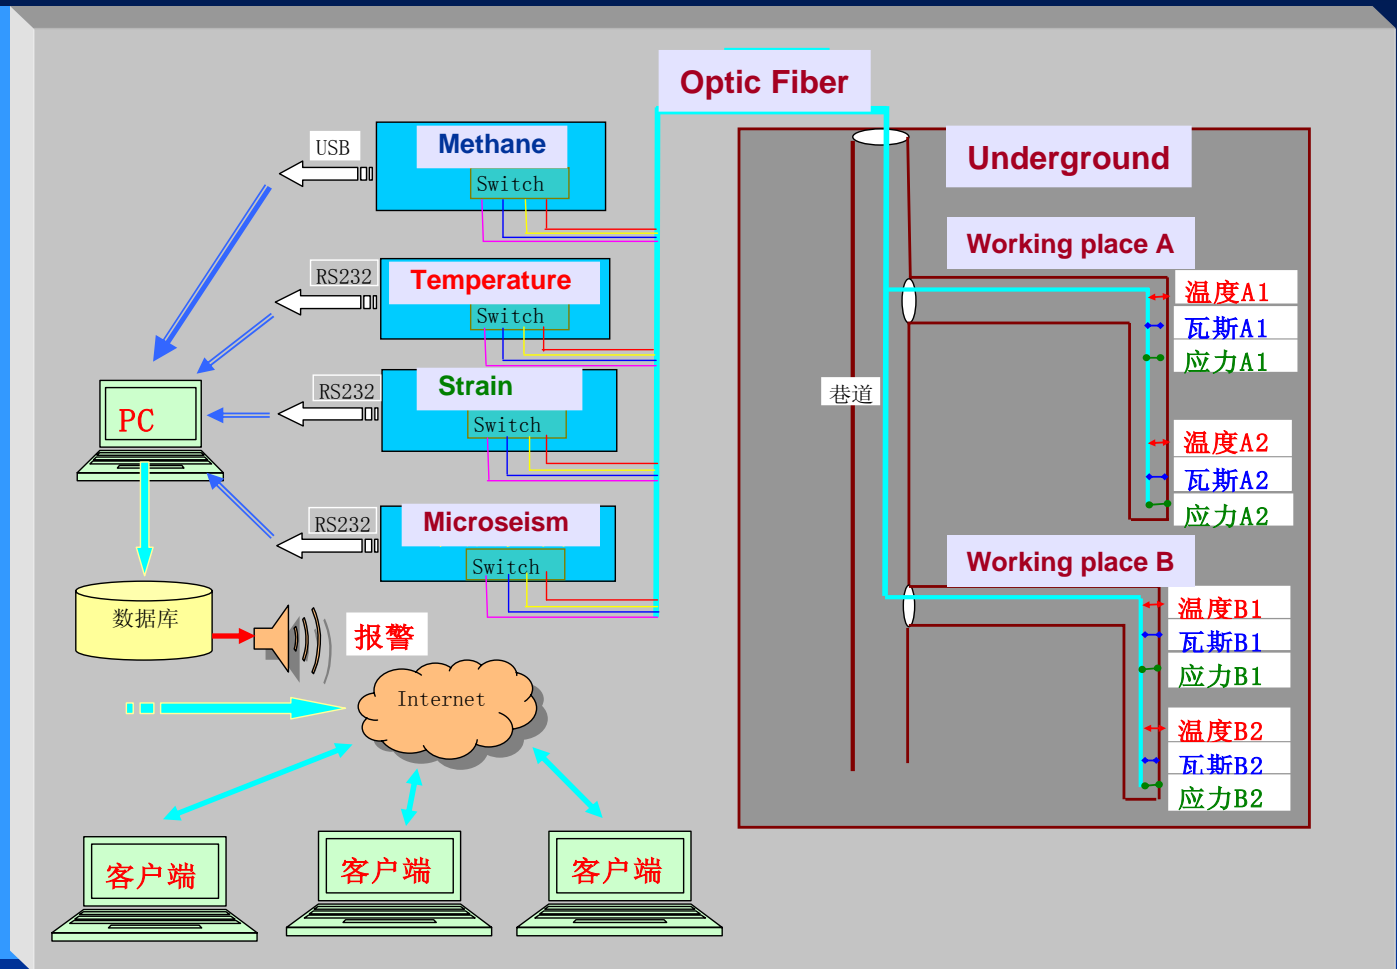 Optic Fiber
USB
Methane
Switch
RS232
Temperature
Switch
RS232
Strain
Switch
PC
RS232
Microseism
Switch
数据库
报警
Internet
客户端
客户端
客户端
Underground
Working place A
温度A1
瓦斯A1
应力A1
巷道
温度A2
瓦斯A2
应力A2
Working place B
温度B1
瓦斯B1
应力B1
温度B2
瓦斯B2
应力B2